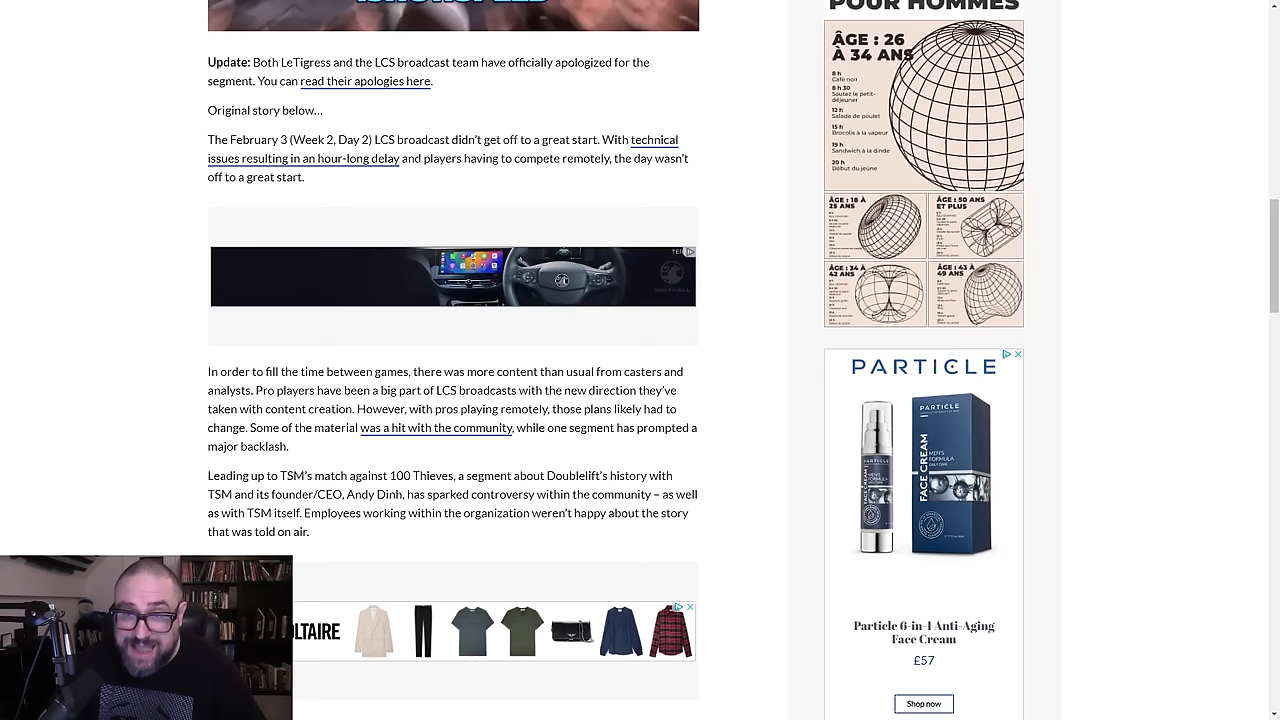 Update: Both LeTigress and the LCS broadcast team have officially apologized for the
segment. You can read their apologies here.
Original story below…
The February 3 (Week 2, Day 2) LCS broadcast didn’t get off to a great start. With technical
issues resulting in an hour-long delay and players having to compete remotely, the day wasn’t
off to a great start.
In order to fill the time between games, there was more content than usual from casters and
analysts. Pro players have been a big part of LCS broadcasts with the new direction they’ve
taken with content creation. However, with pros playing remotely, those plans likely had to
change. Some of the material was a hit with the community, while one segment has prompted a
major backlash.
Leading up to TSM’s match against 100 Thieves, a segment about Doublelift’s history with
TSM and its founder/CEO, Andy Dinh, has sparked controversy within the community – as well
as with TSM itself. Employees working within the organization weren’t happy about the story
that was told on air.
OLTAIRE
POUR HOMMES
ÂGE : 26
À 34 ANS
8 h
Café noir
8 h 30
Sautez le petit-
déjeuner
12 h
Salade de poulet
15 h
Brocolis à la vapeur
19 h
Sandwich à la dinde
20 h
Début du jeûne
ÂGE : 18 À
25 ANS
ÂGE : 50 ANS
ET PLUS
ÂGE : 34 À
42 ANS
ÂGE : 43 À
49 ANS
PARTICLE
PARTICLE
FACE CREAM
MEN'S
FORMULA
Particle 6-in-1 Anti-Aging
Face Cream
£57
Shop now